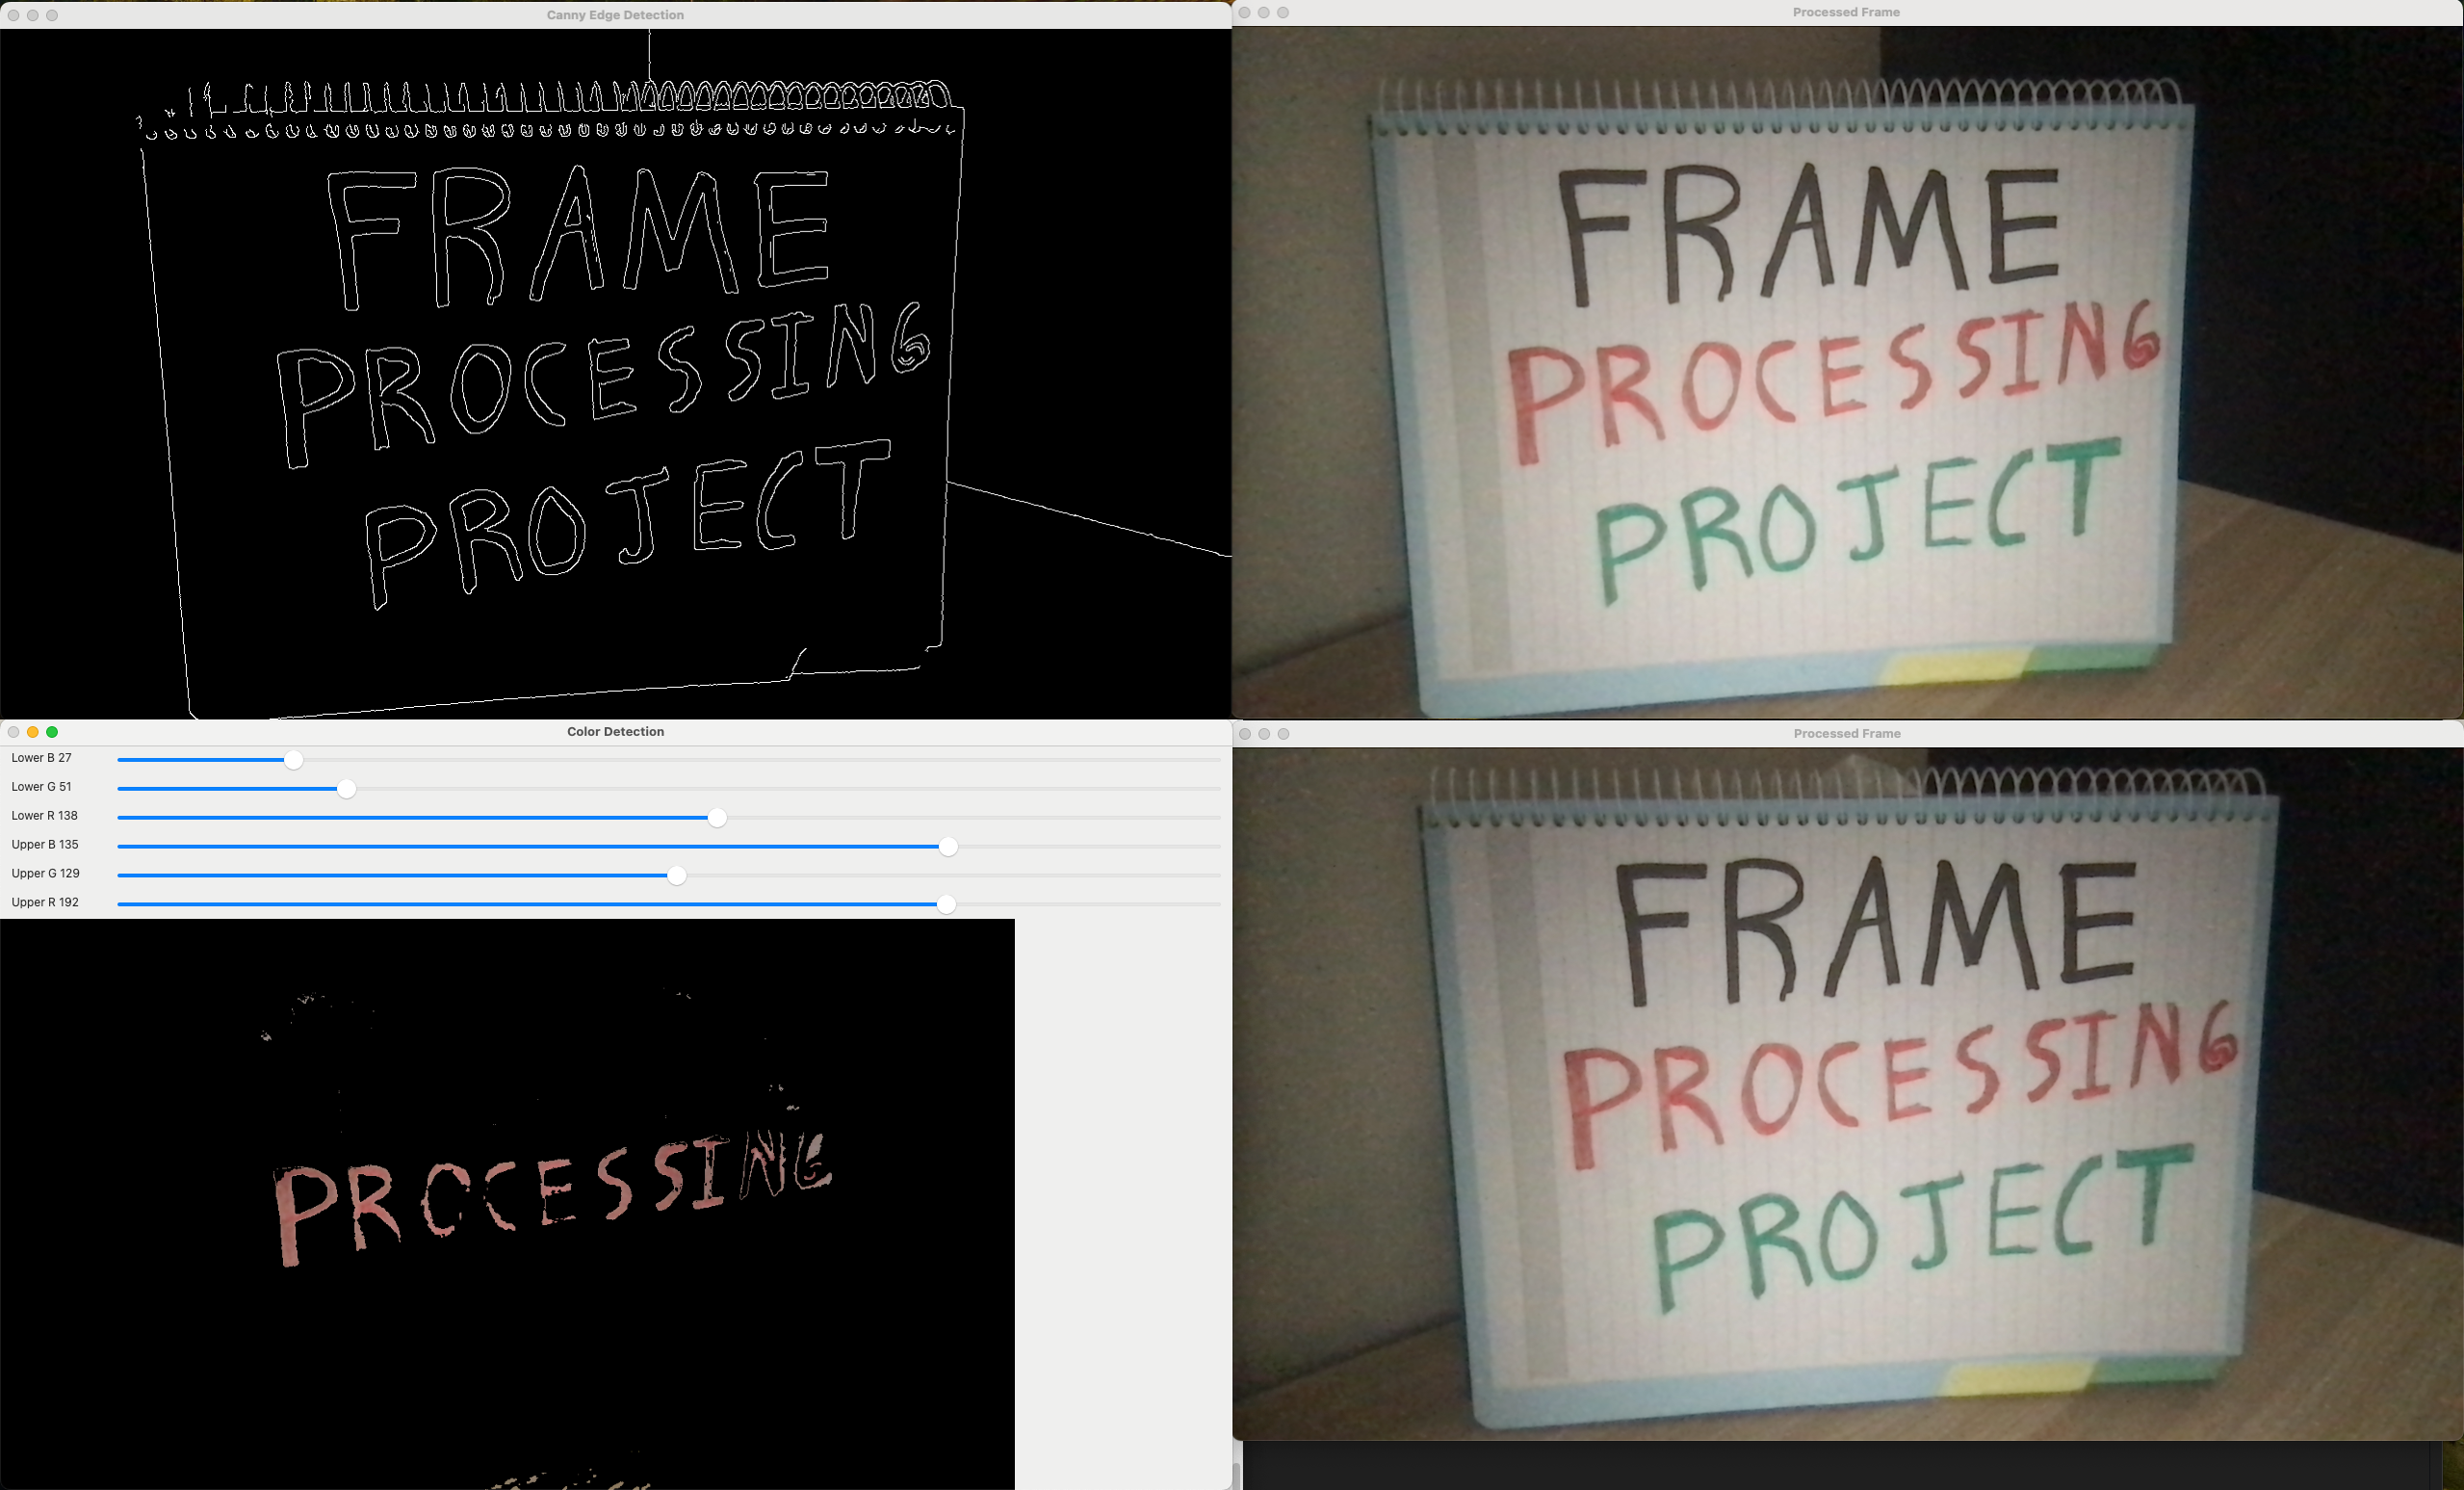 Canny Edge Detection
FRAME
PROCESSING
PROJECT
Processed Frame
FRAME
PROCESSING
PROJECT
Color Detection
Lower B 27
Lower G 51
Lower R 138
Upper B 135
Upper G 129
Upper R 192
PROCESSING
Processed Frame
FRAME
PROCESSING
PROJECT